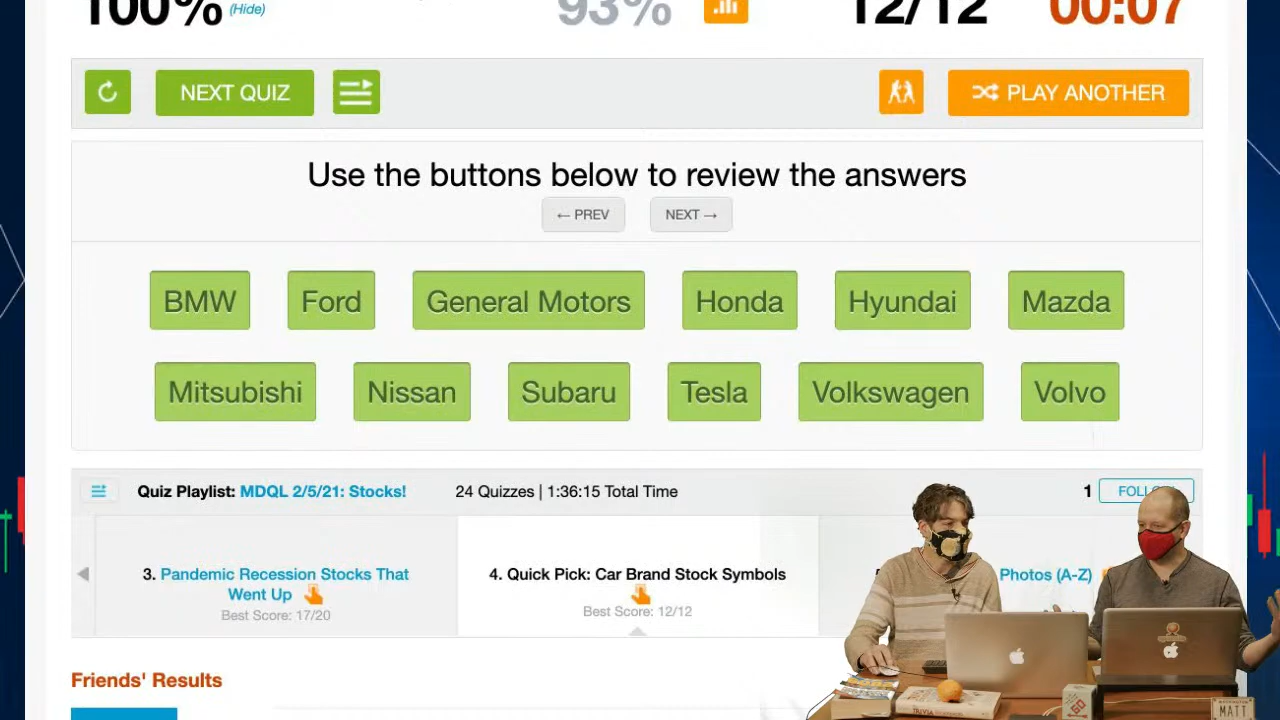 100% (Hide) 93% 12/12 00:07
NEXT QUIZ PLAY ANOTHER
Use the buttons below to review the answers
← PREV NEXT →
BMW Ford General Motors Honda Hyundai Mazda
Mitsubishi Nissan Subaru Tesla Volkswagen Volvo
Quiz Playlist: MDQL 2/5/21: Stocks! 24 Quizzes | 1:36:15 Total Time 1
3. Pandemic Recession Stocks That
Went Up
Best Score: 17/20
4. Quick Pick: Car Brand Stock Symbols
Best Score: 12/12
Photos (A-Z)
Friends' Results
TRIVIA
GO
MATT